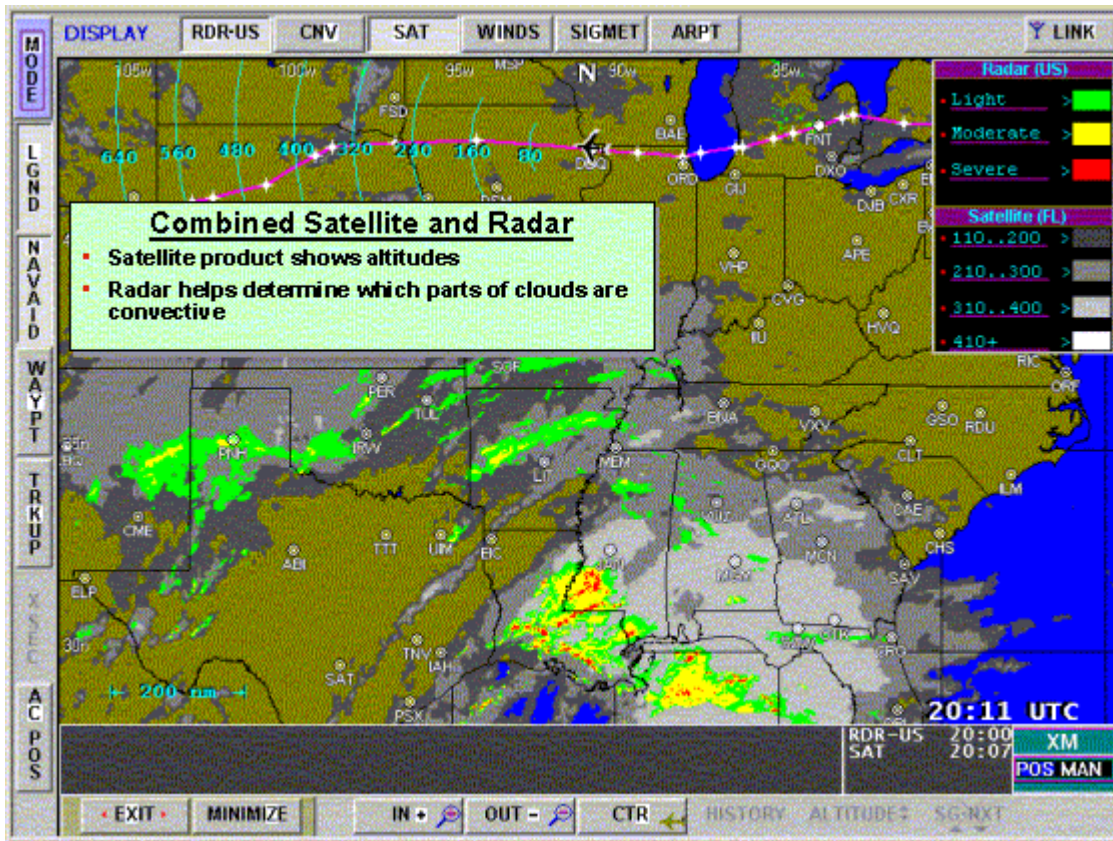 DISPLAY RDR-US CNV SAT WINDS SIGMET ARPT LINK
MODE
LGND
NAVAID
WAYPT
TRKUP
XSEC
AC POS
105w 100w 95w MSP N 90w 85w
Radar (US)
Light >
Moderate >
Severe >
Satellite (FL)
110..200 >
210..300 >
310..400 >
410+ >
FSD BAE FNT
640 560 480 400 320 240 160 80 DBQ ORD DXO
GIJ DJB CXR
Combined Satellite and Radar
Satellite product shows altitudes
Radar helps determine which parts of clouds are
convective
VHP APE
CVG HVQ
IIU
RIC
ORF
SGF
PER
TUL BNA VXV GSO RDU
PNH IRW
LIT MEM GQO CLT
ILM
CME ATL CAE
TTT UIM EIC CHS
ABI JAN MGM MCN
ELP SAV
30n
CRG
TNV
IAH
SAT
200 nm
PSX
20:11 UTC
RDR-US 20:00
SAT 20:07
XM
POS MAN
EXIT MINIMIZE IN + OUT - CTR HISTORY ALTITUDE SG-NXT